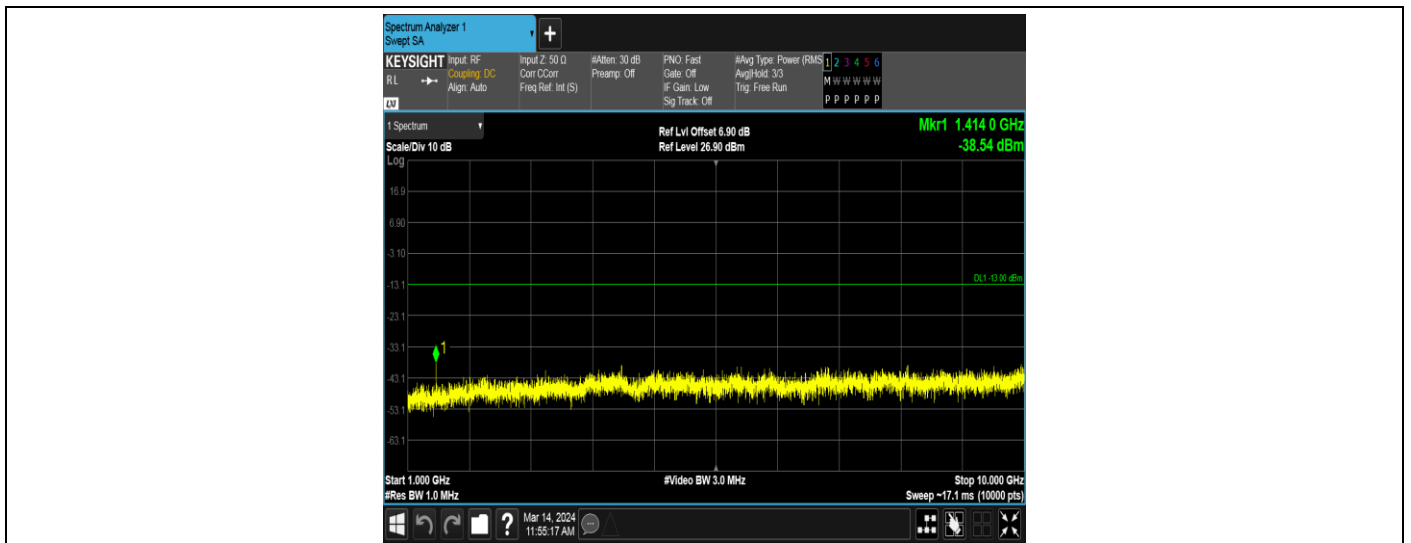 Spectrum Analyzer 1
Swept SA
+
KEYSIGHT Input: RF Input Z: 50 Ω #Atten: 30 dB PNO: Fast #Avg Type: Power (RMS 1 2 3 4 5 6
RL Coupling: DC Corr CCorr Preamp: Off Gate: Off Avg|Hold: 3/3 M W W W W W
Align: Auto Freq Ref: Int (S) IF Gain: Low Trig: Free Run
Sig Track: Off P P P P P P
1 Spectrum
Ref Lvl Offset 6.90 dB Mkr1 1.414 0 GHz
Scale/Div 10 dB Ref Level 26.90 dBm -38.54 dBm
Log
16.9
6.90
-3.10
DL1 -13.00 dBm
-13.1
-23.1
-33.1
1
-43.1
-53.1
-63.1
Start 1.000 GHz #Video BW 3.0 MHz Stop 10.000 GHz
#Res BW 1.0 MHz Sweep ~17.1 ms (10000 pts)
? Mar 14, 2024
11:55:17 AM